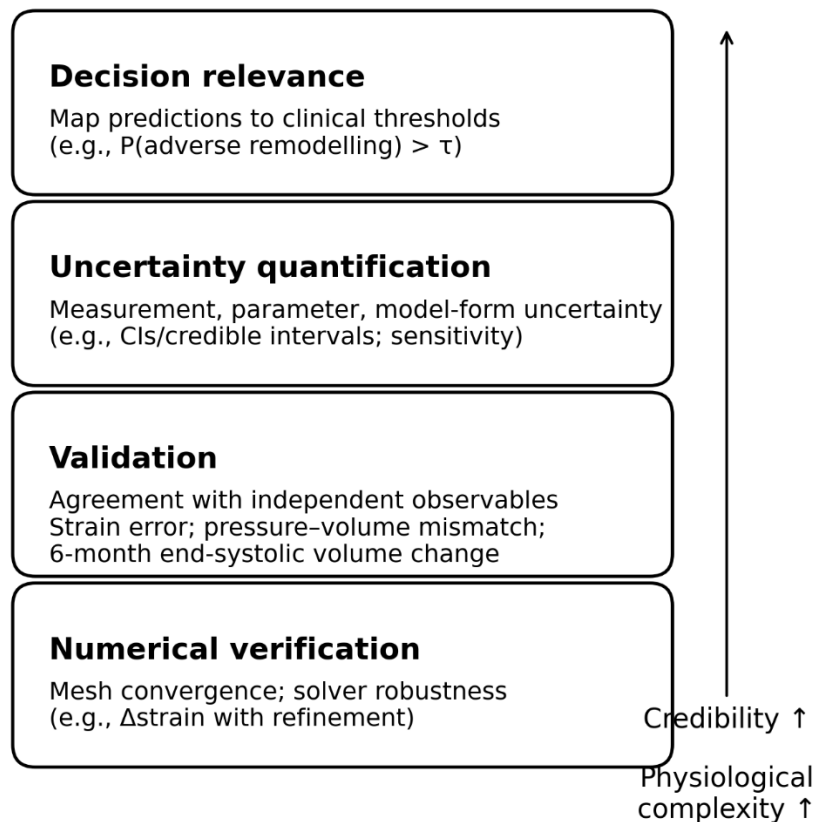 Decision relevance
Map predictions to clinical thresholds
(e.g., P(adverse remodelling) > τ)
Uncertainty quantification
Measurement, parameter, model-form uncertainty
(e.g., CIs/credible intervals; sensitivity)
Validation
Agreement with independent observables
Strain error; pressure–volume mismatch;
6-month end-systolic volume change
Numerical verification
Mesh convergence; solver robustness
(e.g., Δstrain with refinement)
Credibility ↑
Physiological
complexity ↑